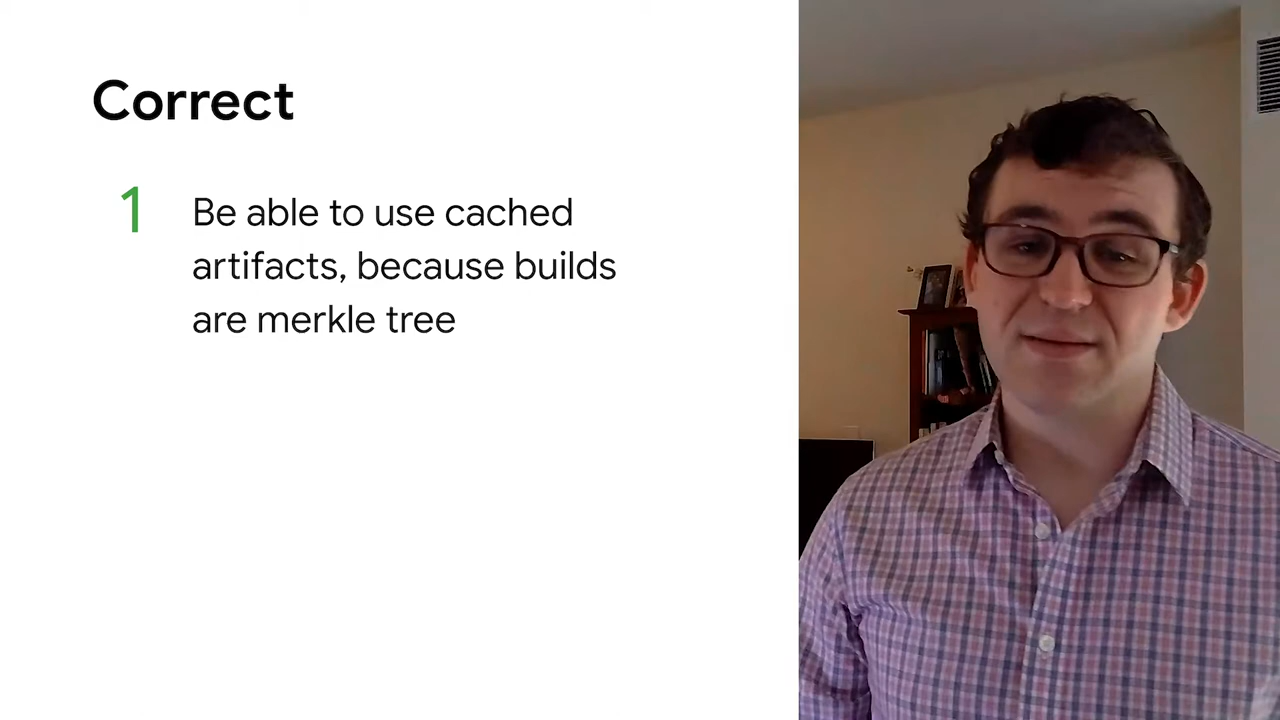 Correct
1 Be able to use cached
artifacts, because builds
are merkle tree